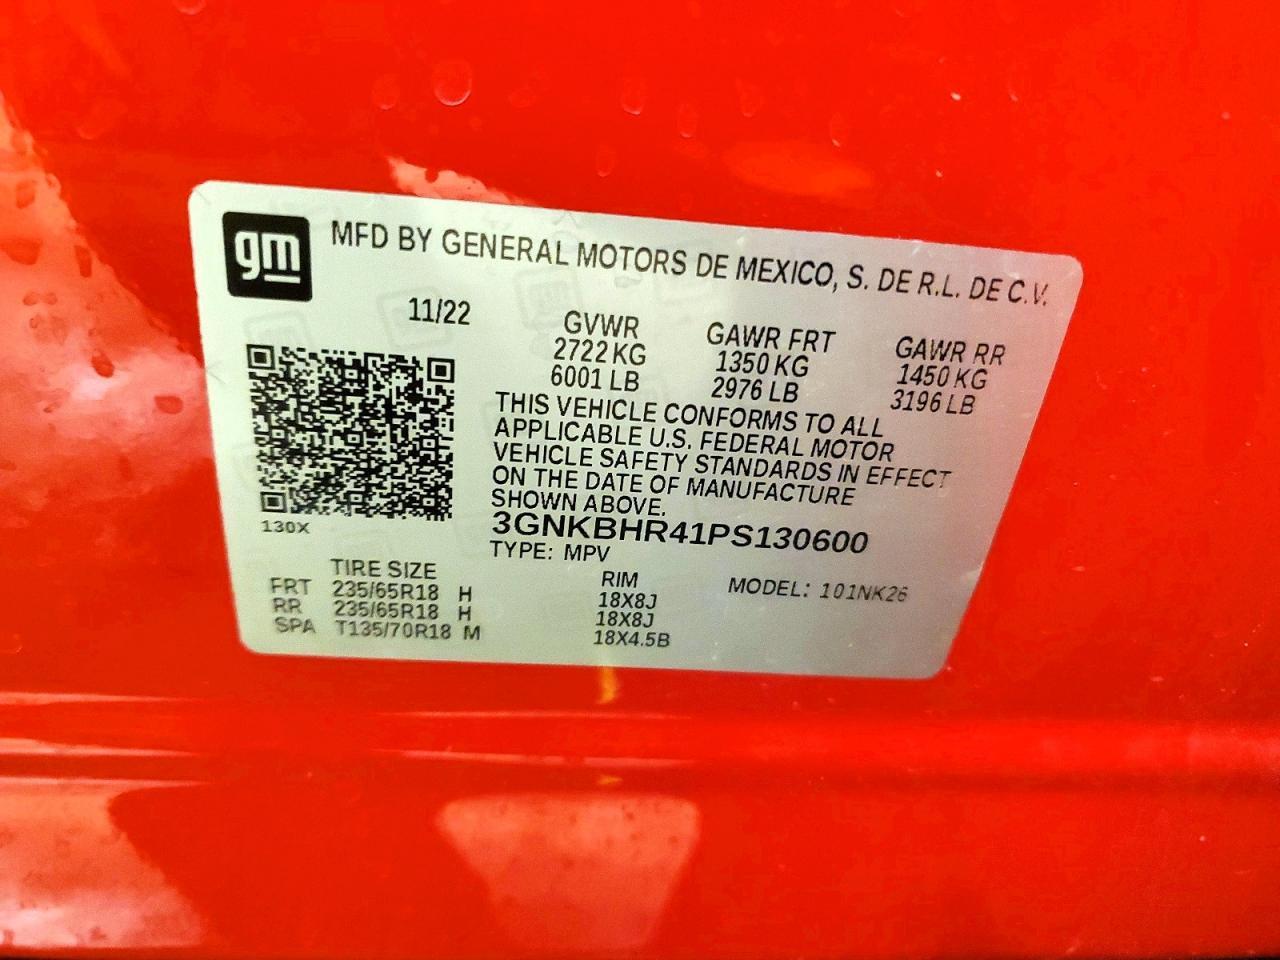 gm MFD BY GENERAL MOTORS DE MEXICO, S. DE R.L. DE C.V.
11/22 GVWR GAWR FRT GAWR RR
2722 KG 1350 KG 1450 KG
6001 LB 2976 LB 3196 LB
THIS VEHICLE CONFORMS TO ALL
APPLICABLE U.S. FEDERAL MOTOR
VEHICLE SAFETY STANDARDS IN EFFECT
ON THE DATE OF MANUFACTURE
SHOWN ABOVE.
130X 3GNKBHR41PS130600
TYPE: MPV
TIRE SIZE RIM MODEL: 101NK26
FRT 235/65R18 H 18X8J
RR 235/65R18 H 18X8J
SPA T135/70R18 M 18X4.5B